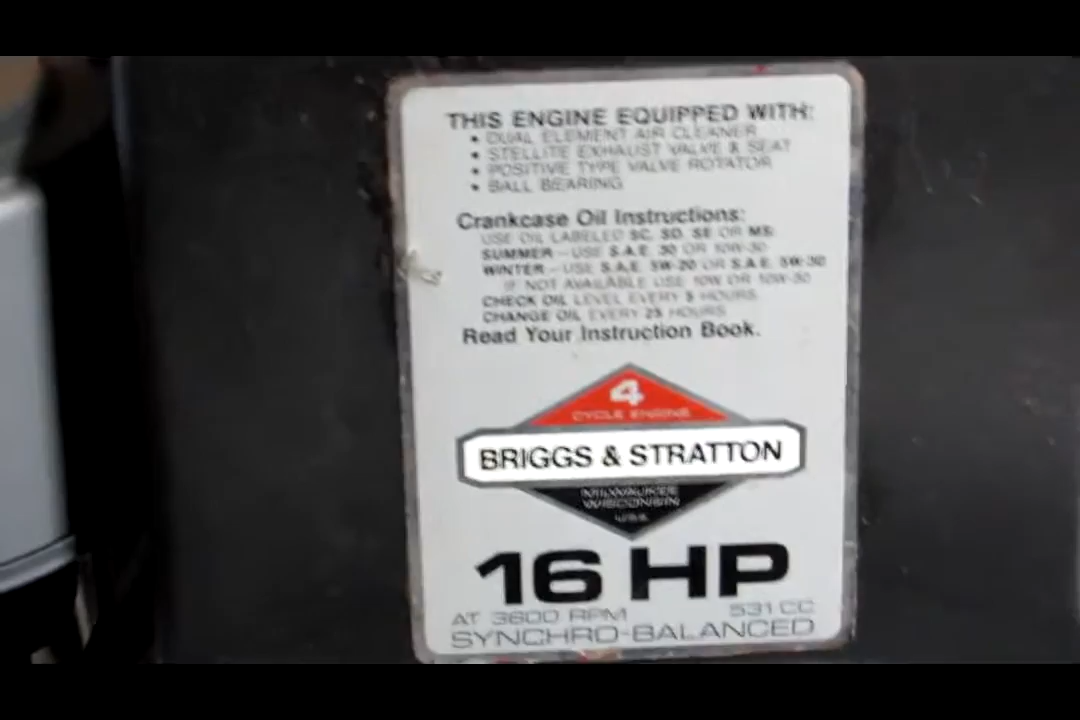 THIS ENGINE EQUIPPED WITH:
• DUAL ELEMENT AIR CLEANER
• STELLITE EXHAUST VALVE & SEAT
• POSITIVE TYPE VALVE ROTATOR
• BALL BEARING
Crankcase Oil Instructions:
USE OIL LABELED SC, SD, SE OR MS:
SUMMER - USE S.A.E. 30 OR 10W-30
WINTER - USE S.A.E. 5W-20 OR S.A.E. 5W-30
IF NOT AVAILABLE USE 10W OR 10W-30
CHECK OIL LEVEL EVERY 5 HOURS
CHANGE OIL EVERY 25 HOURS
Read Your Instruction Book.
4
CYCLE ENGINE
BRIGGS & STRATTON
MILWAUKEE
WISCONSIN
U.S.A.
16 HP
AT 3600 RPM 531 CC
SYNCHRO-BALANCED